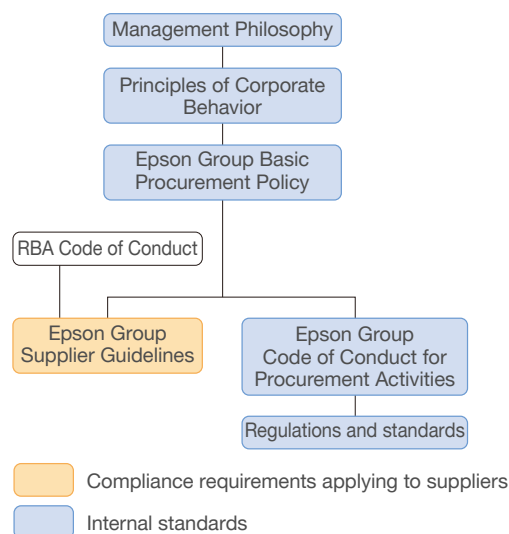 Management Philosophy
Principles of Corporate
Behavior
Epson Group Basic
Procurement Policy
RBA Code of Conduct
Epson Group
Supplier Guidelines
Epson Group
Code of Conduct for
Procurement Activities
Regulations and standards
Compliance requirements applying to suppliers
Internal standards